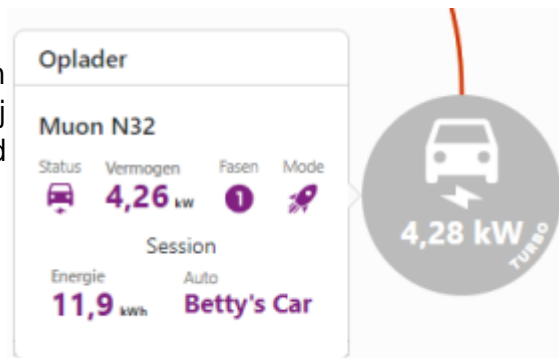 Oplader
Muon N32
Status Vermogen Fasen Mode
4,26 kW 1
Session
Energie Auto
11,9 kWh Betty's Car
4,28 kW
TURBO